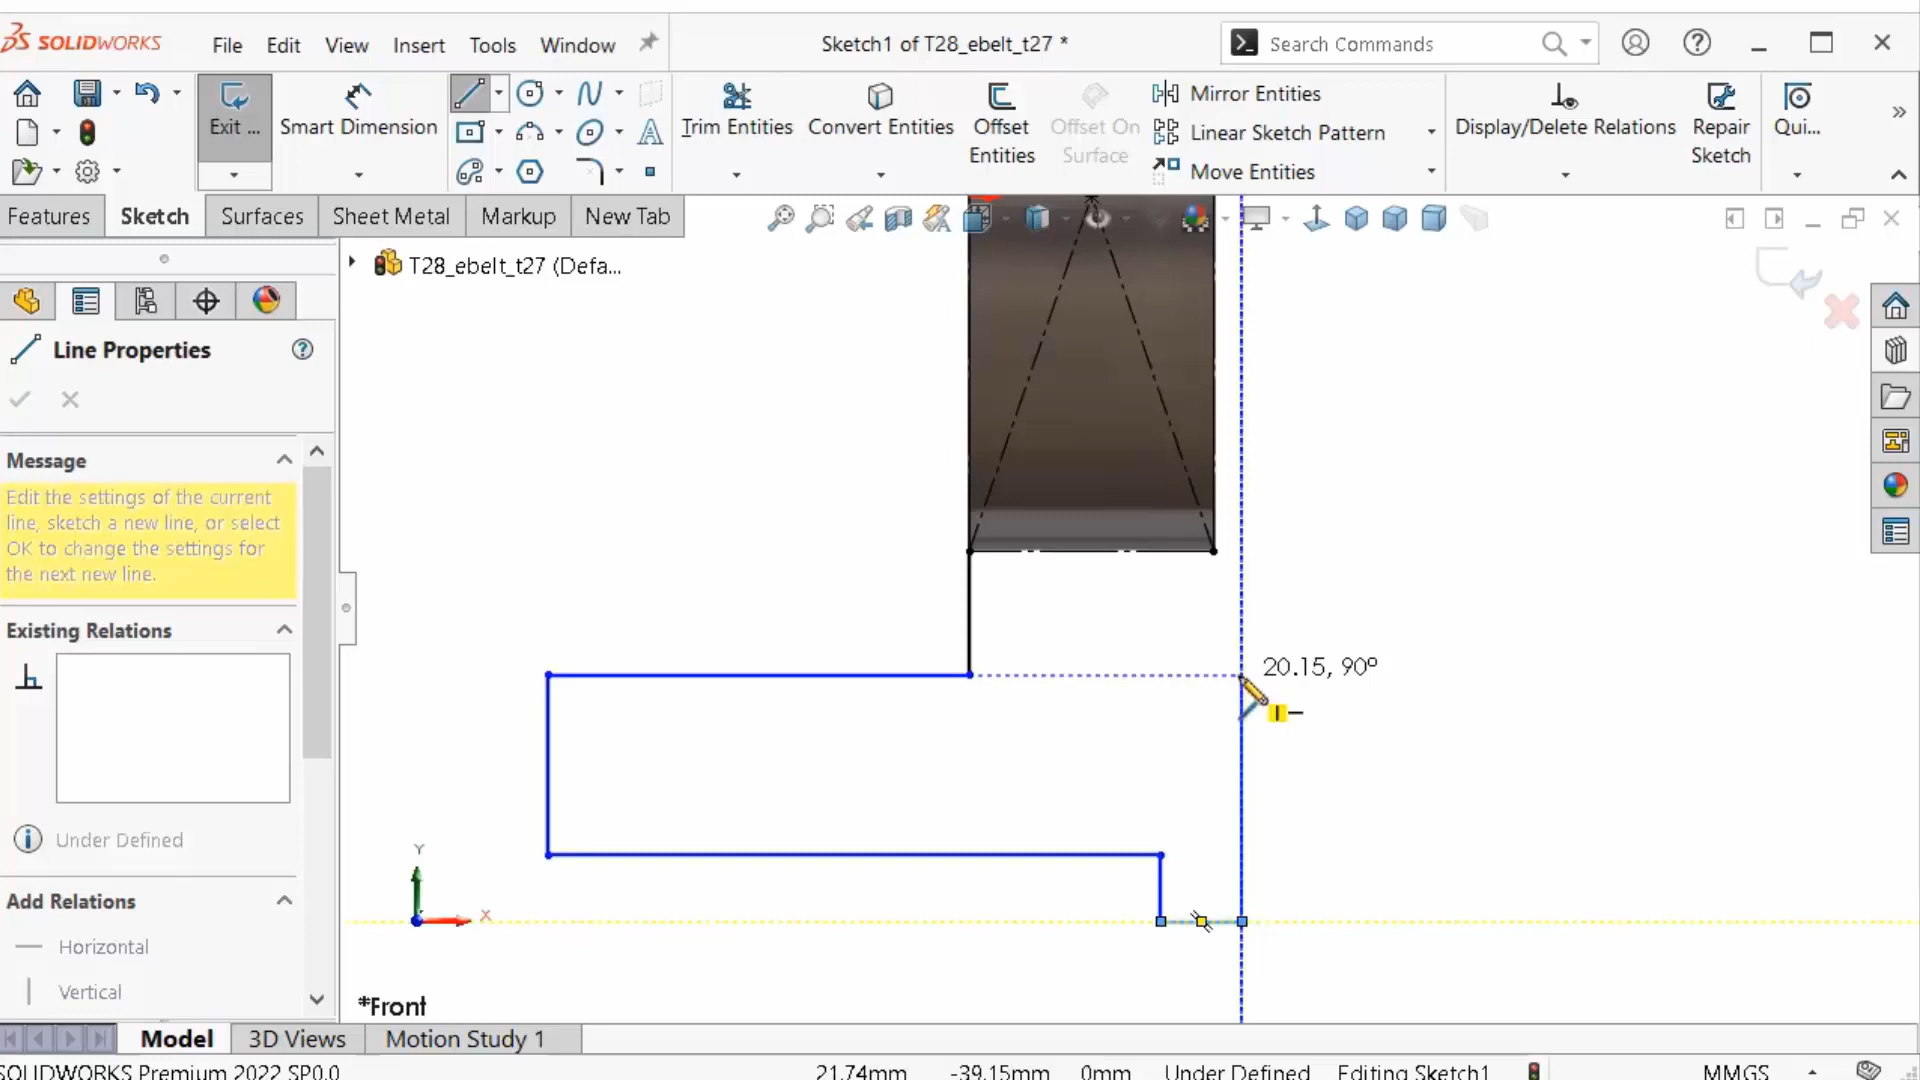 SOLIDWORKS File Edit View Insert Tools Window Sketch1 of T28_ebelt_t27 * Search Commands
Exit ... Smart Dimension Trim Entities Convert Entities Offset Entities Offset On Surface Mirror Entities Linear Sketch Pattern Move Entities Display/Delete Relations Repair Sketch Qui...
Features Sketch Surfaces Sheet Metal Markup New Tab
T28_ebelt_t27 (Defa...
Line Properties
Message
Edit the settings of the current
line, sketch a new line, or select
OK to change the settings for
the next new line.
Existing Relations
Under Defined
Add Relations
Horizontal
Vertical
20.15, 90º
Y
X
*Front
Model 3D Views Motion Study 1
SOLIDWORKS Premium 2022 SP0.0 21.74mm -39.15mm 0mm Under Defined Editing Sketch1 MMGS